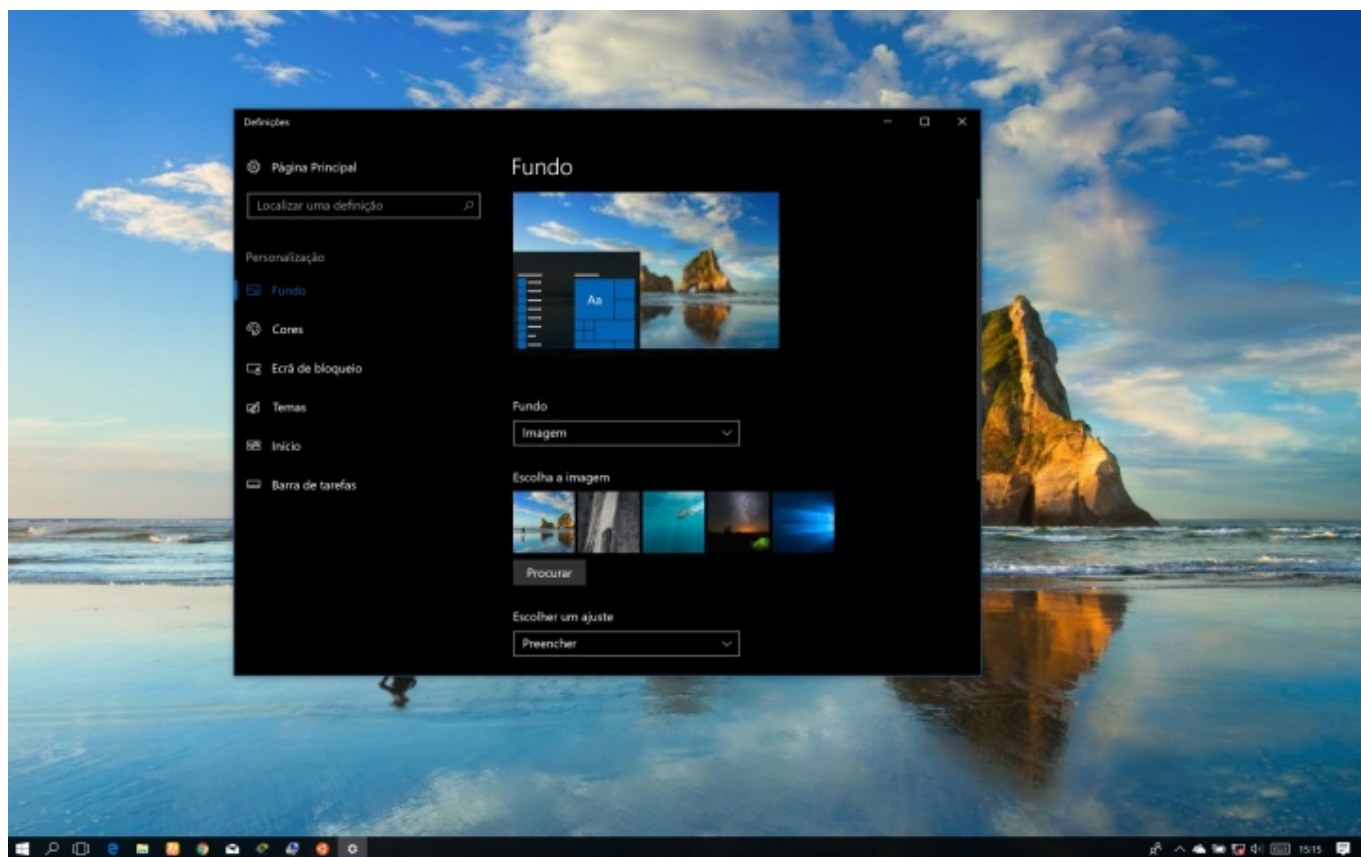 Definições
Página Principal
Localizar uma definição
Personalização
Fundo
Cores
Ecrã de bloqueio
Temas
Início
Barra de tarefas
Fundo
Aa
Fundo
Imagem
Escolha a imagem
Procurar
Escolher um ajuste
Preencher
15:15